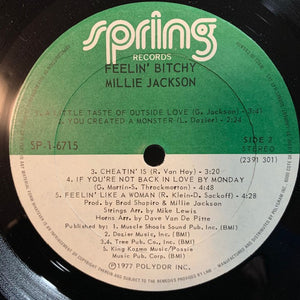 spring
RECORDS
FEELIN' BITCHY
MILLIE JACKSON
1. A LITTLE TASTE OF OUTSIDE LOVE (G. Jackson) - 3:4
2. YOU CREATED A MONSTER (L. Dozier) - 2:24
SP-1-6715
SIDE 2
STEREO
(2391 301)
3. CHEATIN' IS (R. Van Hoy) - 3:20
4. IF YOU'RE NOT BACK IN LOVE BY MONDAY
(G. Martin-S. Throckmorton) - 4:48
5. FEELIN' LIKE A WOMAN (R. Klein-D. Sackoff) - 4:28
Prod. by Brad Shapiro & Millie Jackson
Strings Arr. by Mike Lewis
Horns Arr. by Dave Van De Pitte
Published by: 1. Muscle Shoals Sound Pub. Co., Inc. (BMI)
2. Dozier Music, Inc. (BMI)
3.,4. Tree Pub. Co., Inc. (BMI)
5. King Kazmo Music/Possie
Music Pub. Corp. (BMI)
℗1977 POLYDOR INC.